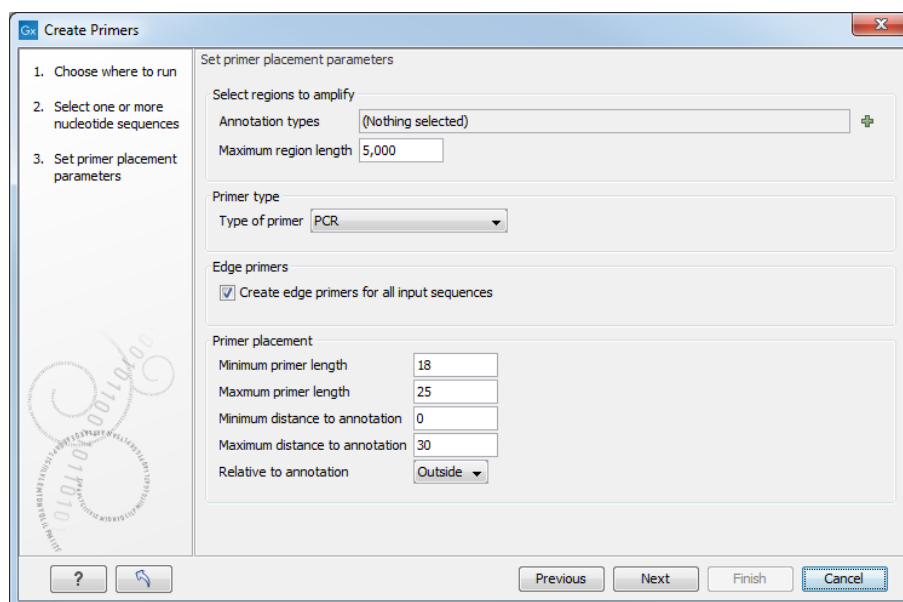 Gx Create Primers
1. Choose where to run
2. Select one or more
nucleotide sequences
3. Set primer placement
parameters
Set primer placement parameters
Select regions to amplify
Annotation types (Nothing selected)
Maximum region length 5,000
Primer type
Type of primer PCR
Edge primers
Create edge primers for all input sequences
Primer placement
Minimum primer length 18
Maxmum primer length 25
Minimum distance to annotation 0
Maximum distance to annotation 30
Relative to annotation Outside
? Previous Next Finish Cancel